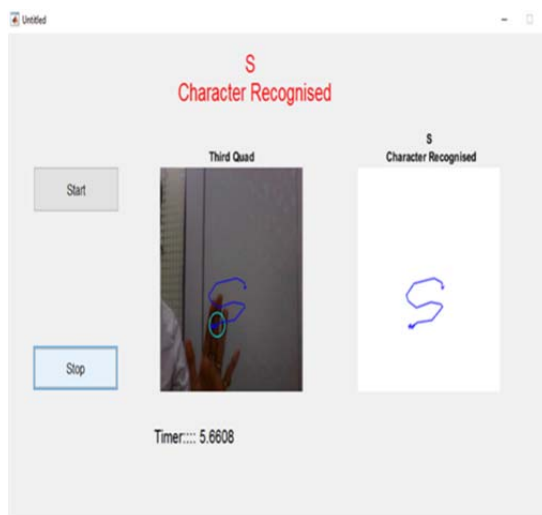 Untitled
S
Character Recognised
Third Quad
S
Character Recognised
Start
Stop
Timer:::: 5.6608